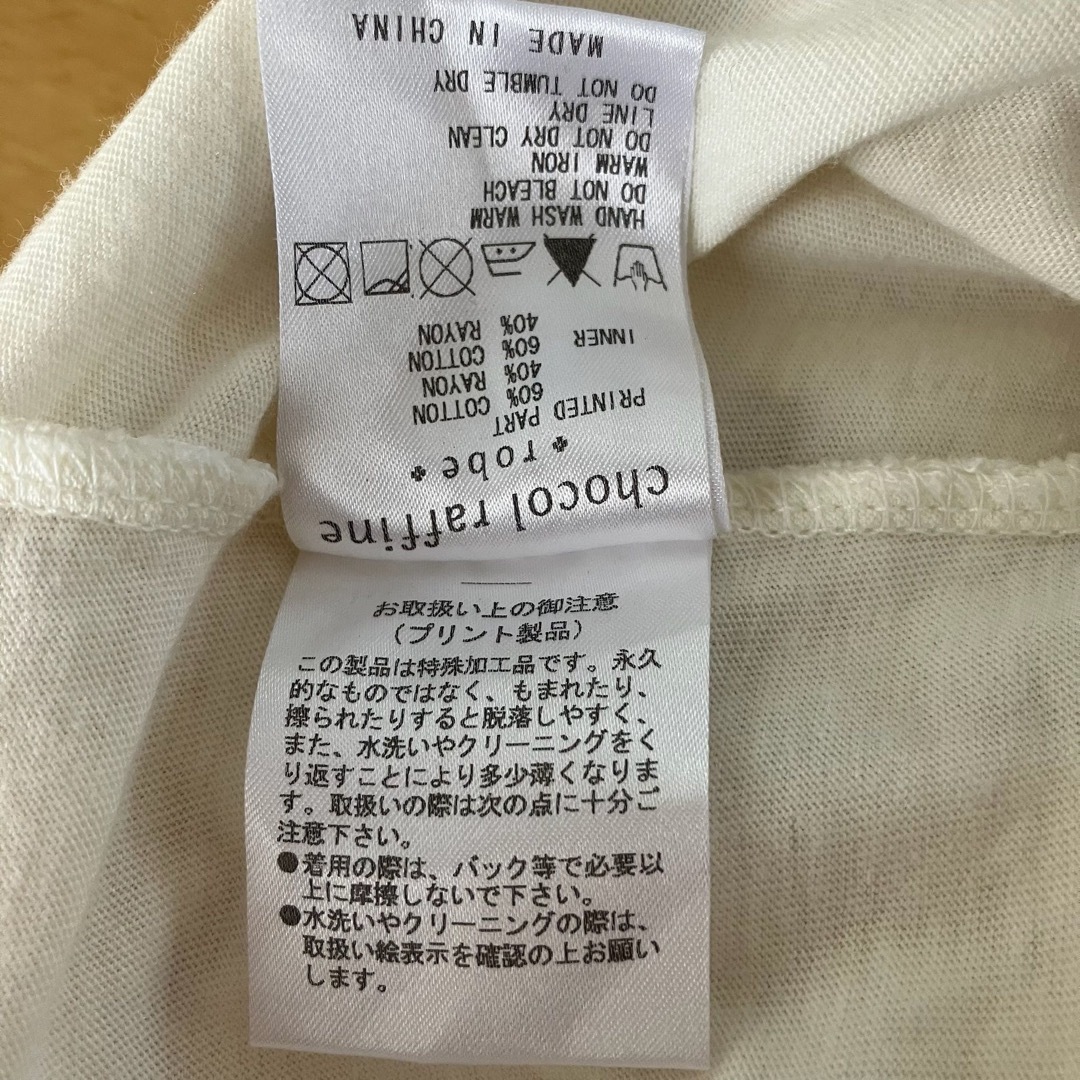 chocol raffine
✤ robe ✤
PRINTED PART
60% COTTON
40% RAYON
INNER 60% COTTON
40% RAYON
HAND WASH WARM
DO NOT BLEACH
WARM IRON
DO NOT DRY CLEAN
LINE DRY
DO NOT TUMBLE DRY
MADE IN CHINA
お取扱い上の御注意
(プリント製品)
この製品は特殊加工品です。永久
的なものではなく、もまれたり、
擦られたりすると脱落しやすく、
また、水洗いやクリーニングをく
り返すことにより多少薄くなりま
す。取扱いの際は次の点に十分ご
注意下さい。
●着用の際は、バック等で必要以
上に摩擦しないで下さい。
●水洗いやクリーニングの際は、
取扱い絵表示を確認の上お願い
します。